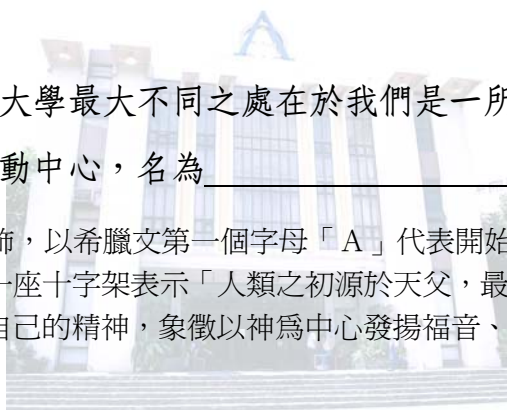 大學最大不同之處在於我們是一所
動中心，名為
飾，以希臘文第一個字母「A」代表開始
一座十字架表示「人類之初源於天父，最
自己的精神，象徵以神爲中心發揚福音、